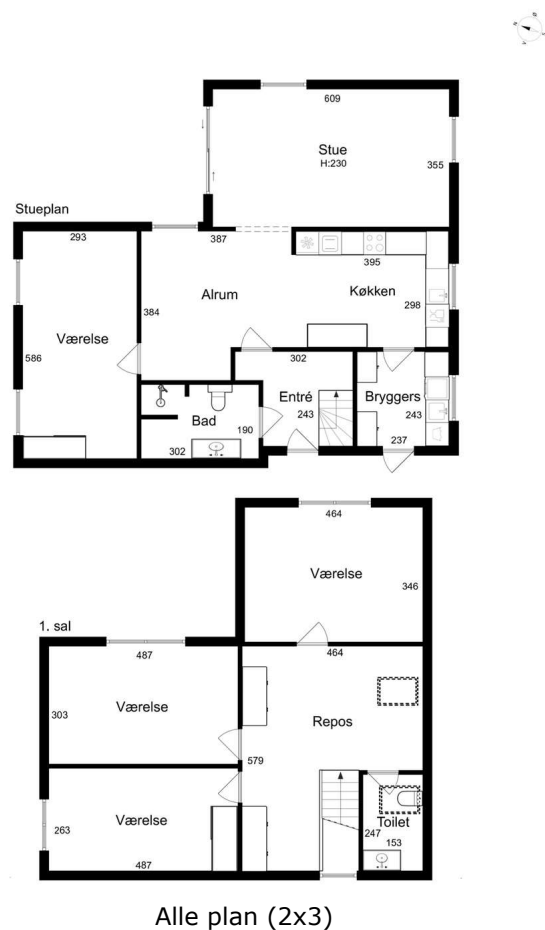 609
Stue
H:230
355
Stueplan
293
387
395
Alrum
Køkken
298
384
Værelse
586
302
Entré
243
Bryggers
243
Bad
190
302
237
464
Værelse
346
1. sal
487
464
303
Værelse
Repos
579
263
Værelse
487
247
Toilet
153
Alle plan (2x3)